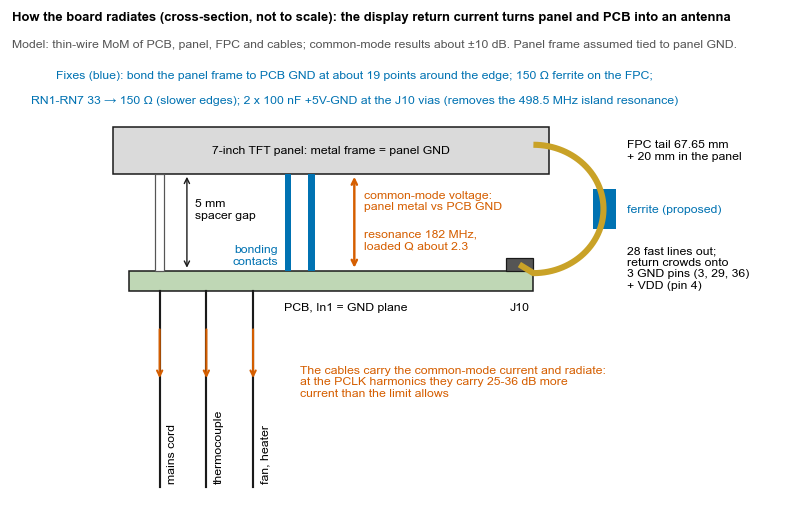 How the board radiates (cross-section, not to scale): the display return current turns panel and PCB into an antenna
Model: thin-wire MoM of PCB, panel, FPC and cables; common-mode results about ±10 dB. Panel frame assumed tied to panel GND.
Fixes (blue): bond the panel frame to PCB GND at about 19 points around the edge; 150 Ω ferrite on the FPC;
RN1-RN7 33 → 150 Ω (slower edges); 2 x 100 nF +5V-GND at the J10 vias (removes the 498.5 MHz island resonance)
7-inch TFT panel: metal frame = panel GND
FPC tail 67.65 mm
+ 20 mm in the panel
5 mm
spacer gap
common-mode voltage:
panel metal vs PCB GND
ferrite (proposed)
resonance 182 MHz,
loaded Q about 2.3
bonding
contacts
28 fast lines out;
return crowds onto
3 GND pins (3, 29, 36)
+ VDD (pin 4)
PCB, In1 = GND plane
J10
The cables carry the common-mode current and radiate:
at the PCLK harmonics they carry 25-36 dB more
current than the limit allows
mains cord
thermocouple
fan, heater